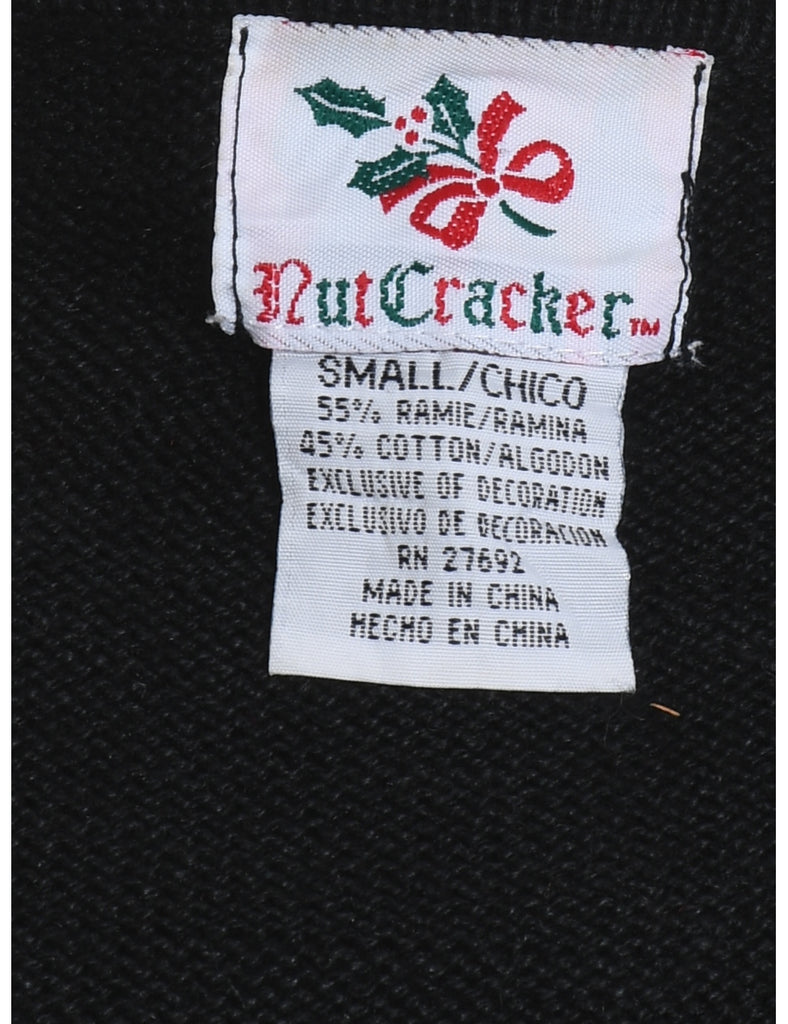 NutCracker™
SMALL/CHICO
55% RAMIE/RAMINA
45% COTTON/ALGODON
EXCLUSIVE OF DECORATION
EXCLUSIVO DE DECORACION
RN 27692
MADE IN CHINA
HECHO EN CHINA